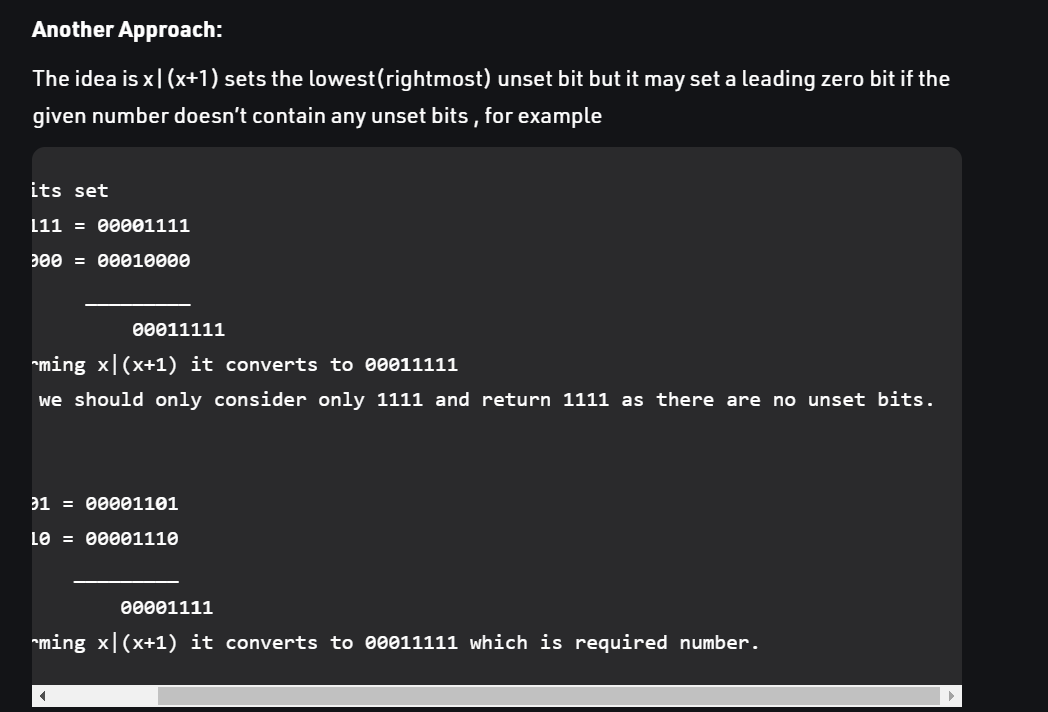 Another Approach:
The idea is x|(x+1) sets the lowest(rightmost) unset bit but it may set a leading zero bit if the
given number doesn’t contain any unset bits , for example
its set
111 = 00001111
000 = 00010000
_________
00011111
rming x|(x+1) it converts to 00011111
we should only consider only 1111 and return 1111 as there are no unset bits.
01 = 00001101
10 = 00001110
_________
00001111
rming x|(x+1) it converts to 00011111 which is required number.